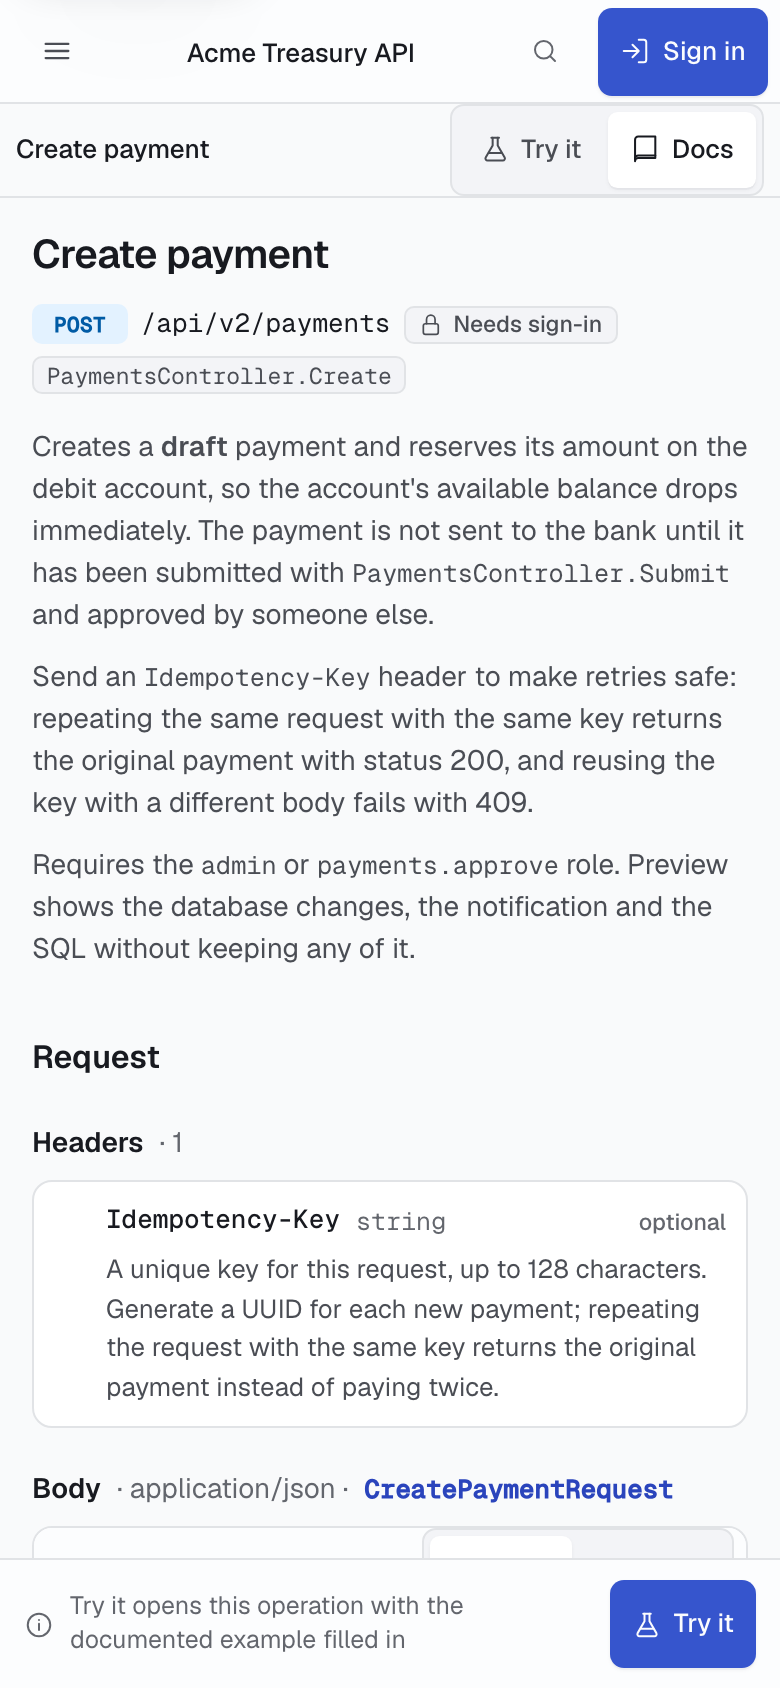 Acme Treasury API
Sign in
Create payment
Try it
Docs
Create payment
POST /api/v2/payments Needs sign-in
PaymentsController.Create
Creates a draft payment and reserves its amount on the
debit account, so the account's available balance drops
immediately. The payment is not sent to the bank until it
has been submitted with PaymentsController.Submit
and approved by someone else.
Send an Idempotency-Key header to make retries safe:
repeating the same request with the same key returns
the original payment with status 200, and reusing the
key with a different body fails with 409.
Requires the admin or payments.approve role. Preview
shows the database changes, the notification and the
SQL without keeping any of it.
Request
Headers · 1
Idempotency-Key string optional
A unique key for this request, up to 128 characters.
Generate a UUID for each new payment; repeating
the request with the same key returns the original
payment instead of paying twice.
Body · application/json · CreatePaymentRequest
Try it opens this operation with the
documented example filled in
Try it